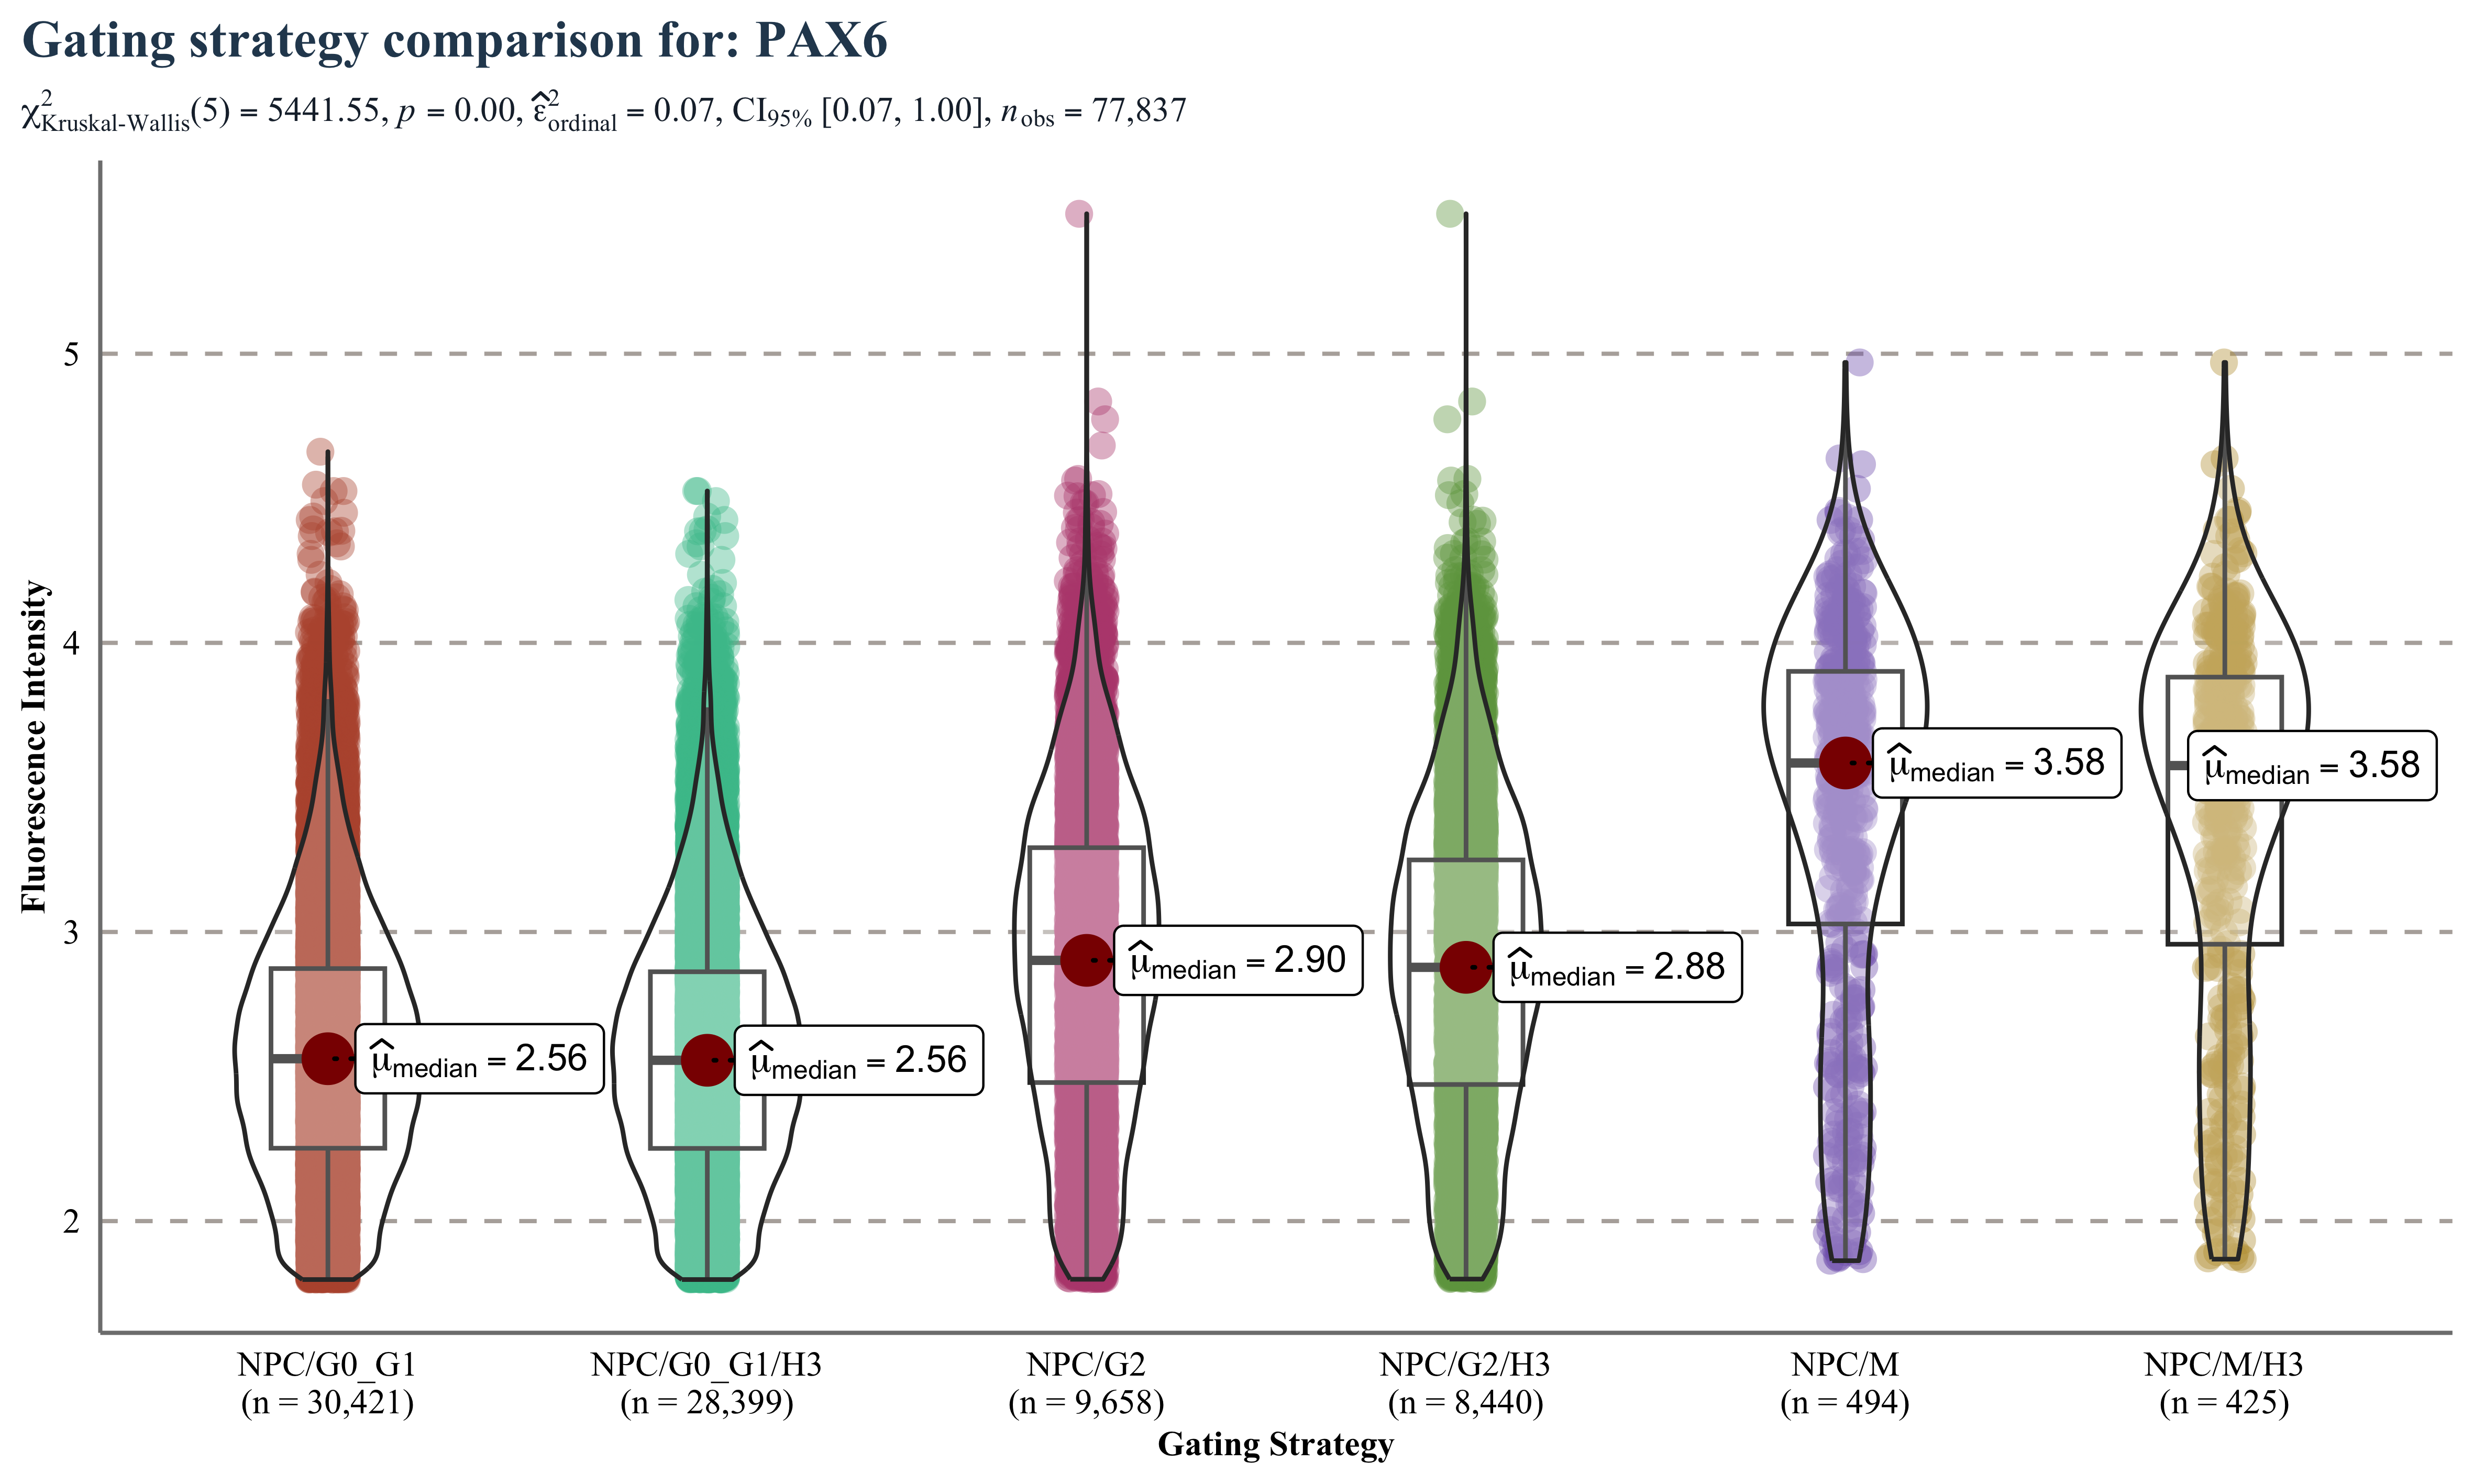 Gating strategy comparison for: PAX6
χ²Kruskal-Wallis(5) = 5441.55, p = 0.00, ε̂²ordinal = 0.07, CI95% [0.07, 1.00], nobs = 77,837
Fluorescence Intensity
5
4
3
2
μ̂median = 2.56
μ̂median = 2.56
μ̂median = 2.90
μ̂median = 2.88
μ̂median = 3.58
μ̂median = 3.58
NPC/G0_G1
(n = 30,421)
NPC/G0_G1/H3
(n = 28,399)
NPC/G2
(n = 9,658)
NPC/G2/H3
(n = 8,440)
NPC/M
(n = 494)
NPC/M/H3
(n = 425)
Gating Strategy